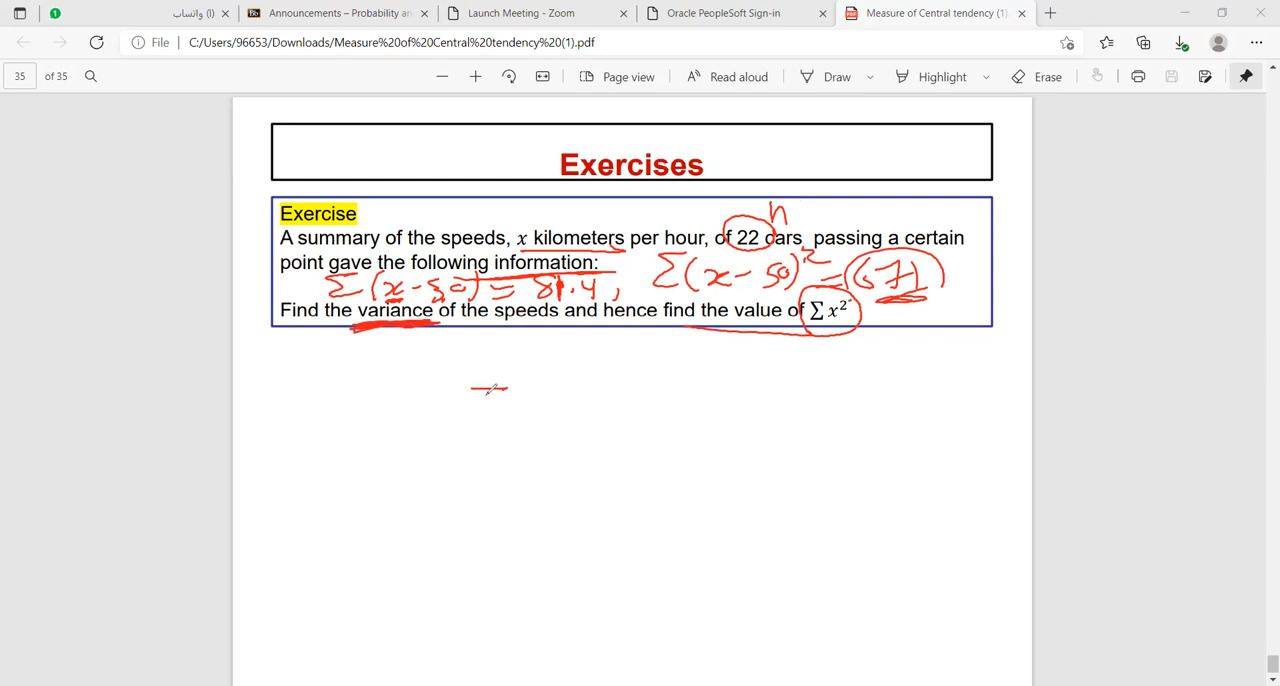 (١) واتساب
Announcements – Probability an
Launch Meeting - Zoom
Oracle PeopleSoft Sign-in
Measure of Central tendency (1)
File C:/Users/96653/Downloads/Measure%20of%20Central%20tendency%20(1).pdf
35 of 35 Page view Read aloud Draw Highlight Erase
Exercises
Exercise
n
A summary of the speeds, x kilometers per hour, of 22 cars passing a certain
point gave the following information:
Σ(x - 50) = 81.4, Σ(x - 50)² = 671
Find the variance of the speeds and hence find the value of ∑ x²